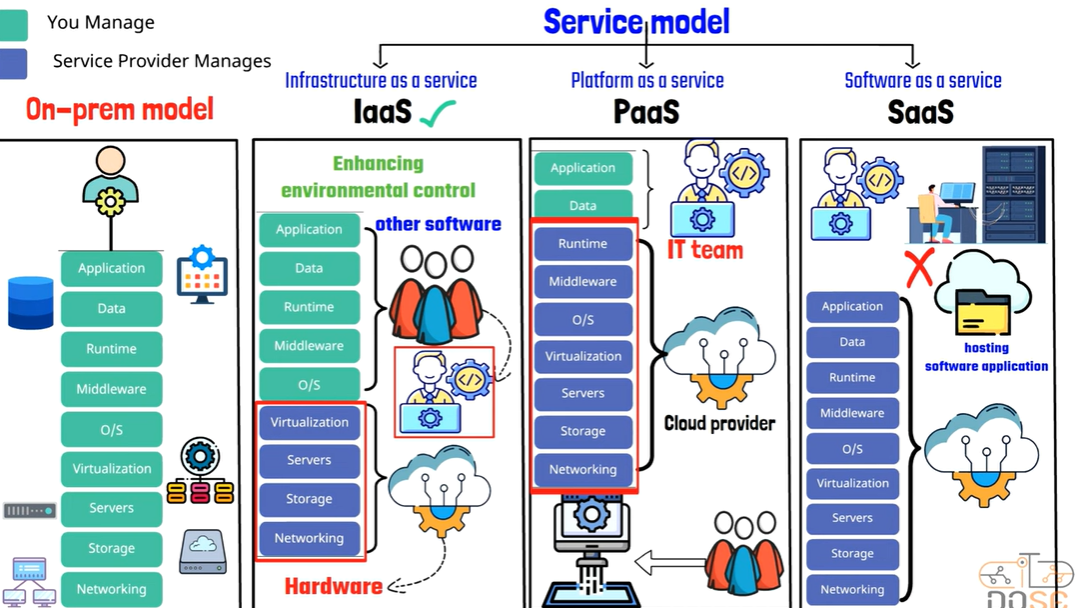 You Manage
Service Provider Manages
Service model
On-prem model
Infrastructure as a service
IaaS
Platform as a service
PaaS
Software as a service
SaaS
Application
Data
Runtime
Middleware
O/S
Virtualization
Servers
Storage
Networking
Enhancing
environmental control
other software
Application
Data
Runtime
Middleware
O/S
Virtualization
Servers
Storage
Networking
Hardware
Application
Data
IT team
Runtime
Middleware
O/S
Virtualization
Servers
Storage
Networking
Cloud provider
hosting
software application
Application
Data
Runtime
Middleware
O/S
Virtualization
Servers
Storage
Networking